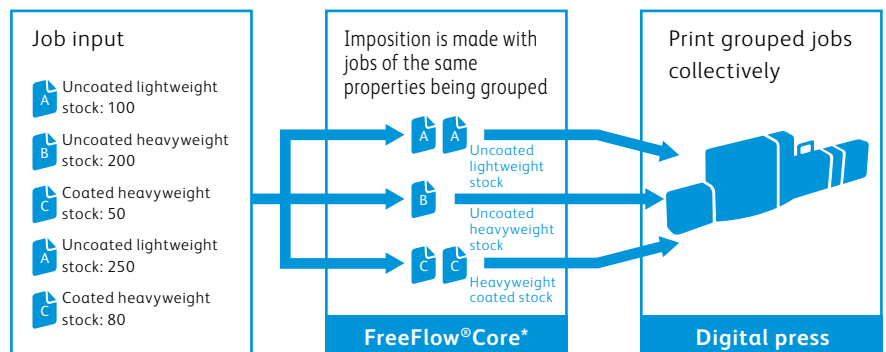 Job input
A
Uncoated lightweight
stock: 100
B
Uncoated heavyweight
stock: 200
C
Coated heavyweight
stock: 50
A
Uncoated lightweight
stock: 250
C
Coated heavyweight
stock: 80
Imposition is made with
jobs of the same
properties being grouped
A A
Uncoated
lightweight
stock
B
Uncoated
heavyweight
stock
C C
Heavyweight
coated stock
FreeFlow®Core*
Print grouped jobs
collectively
Digital press